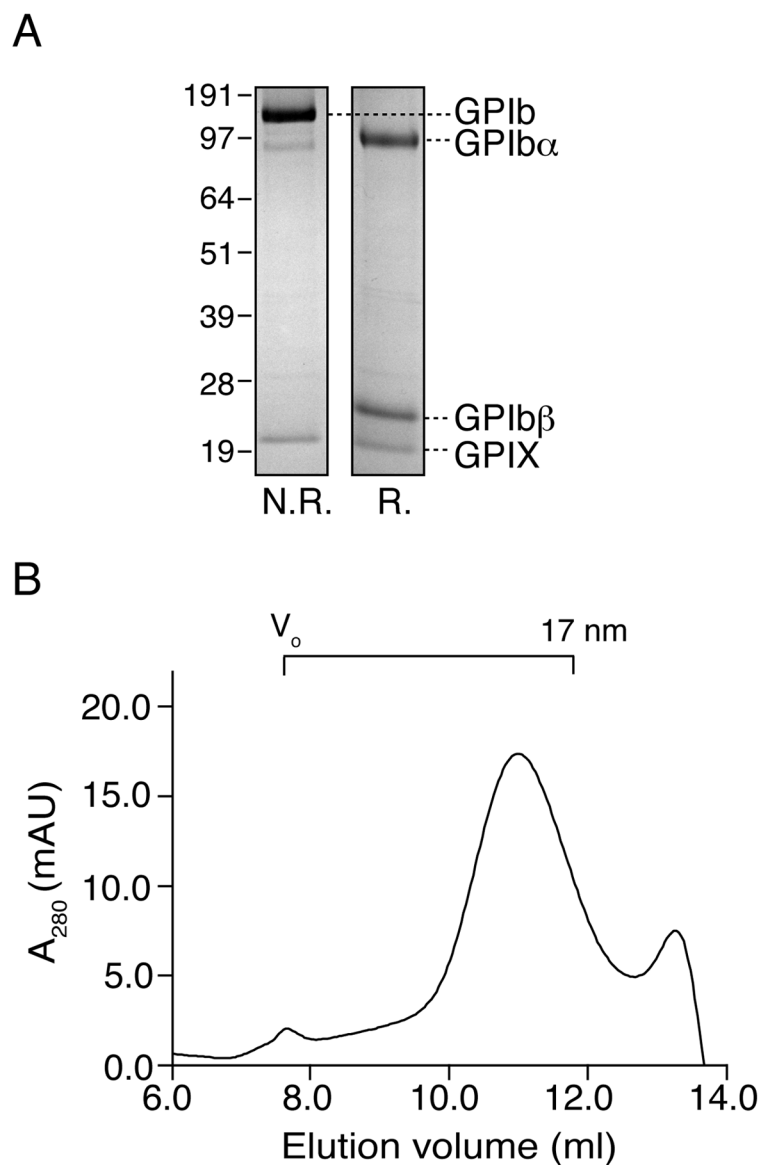 A
191
97
64
51
39
28
19
GPIb
GPIbα
GPIbβ
GPIX
N.R. R.
B
Vo 17 nm
20.0
15.0
10.0
5.0
0.0
A280 (mAU)
6.0 8.0 10.0 12.0 14.0
Elution volume (ml)